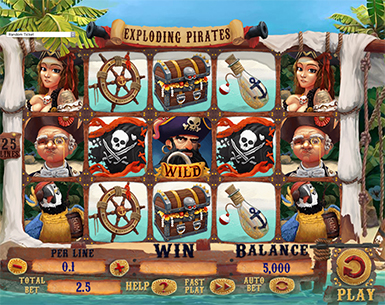 Random Ticket
EXPLODING PIRATES
25
LINES
WILD
PER LINE
0.1
WIN
BALANCE
5,000
TOTAL
BET
2.5
HELP
FAST
PLAY
AUTO
BET
PLAY